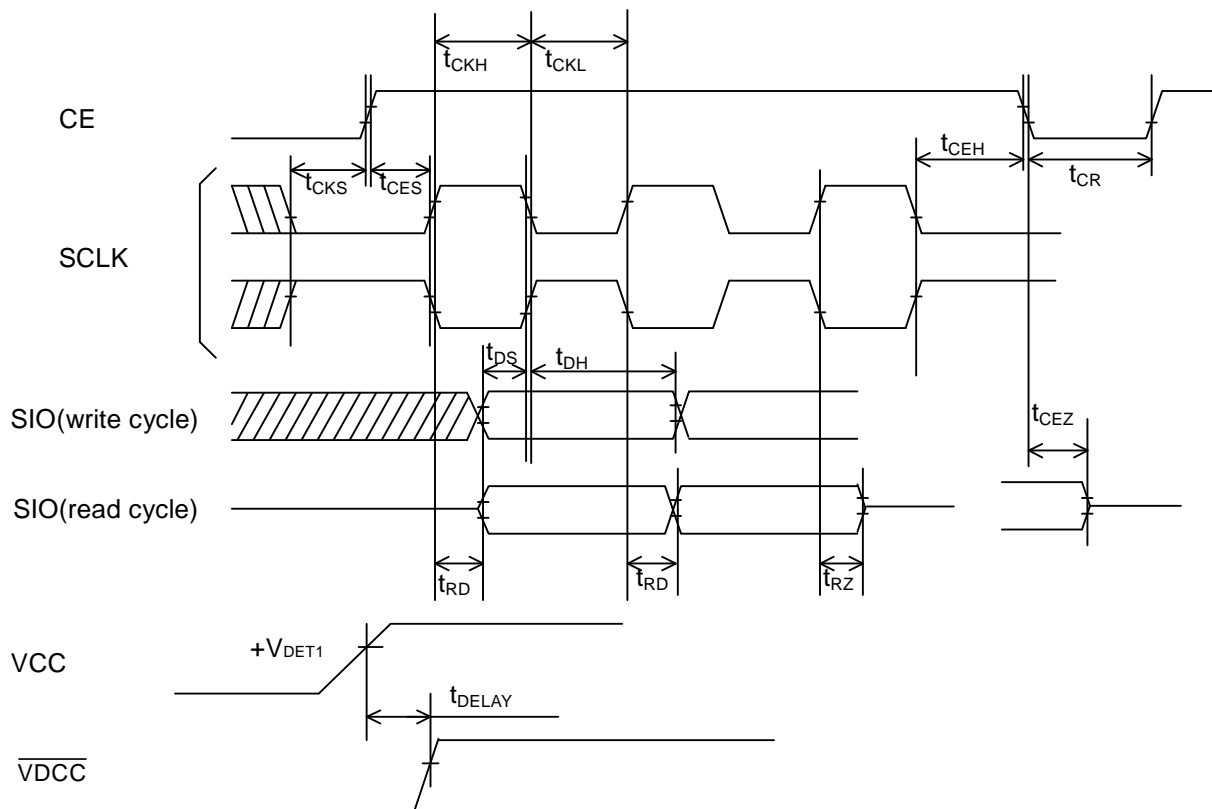 tCKH
tCKL
CE
tCKS
tCES
tCEH
tCR
SCLK
tDS
tDH
SIO(write cycle)
tCEZ
SIO(read cycle)
tRD
tRD
tRZ
+VDET1
VCC
tDELAY
VDCC